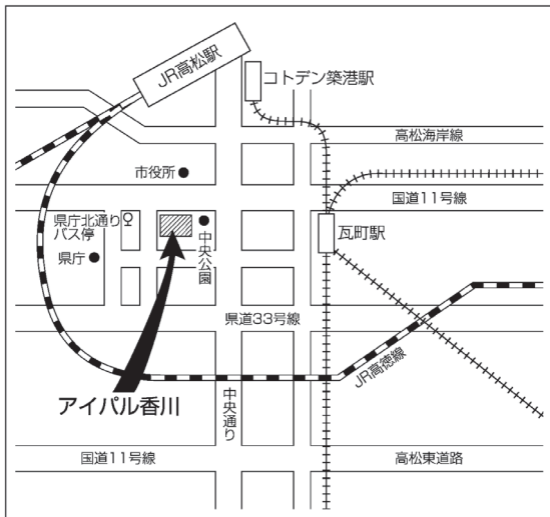 JR高松駅
コトデン築港駅
高松海岸線
市役所
国道11号線
県庁北通り
バス停
中央公園
瓦町駅
県庁
県道33号線
JR高徳線
アイパル香川
中央通り
国道11号線
高松東道路